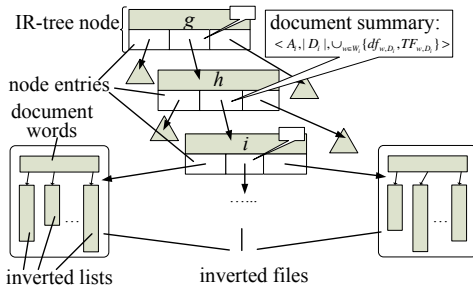 IR-tree node
g
document summary:
< A_i, | D_i |, ∪_{w∈W_i} {df_{w,D_i}, TF_{w,D_i}} >
node entries
h
document words
i
......
....
....
inverted lists
inverted files